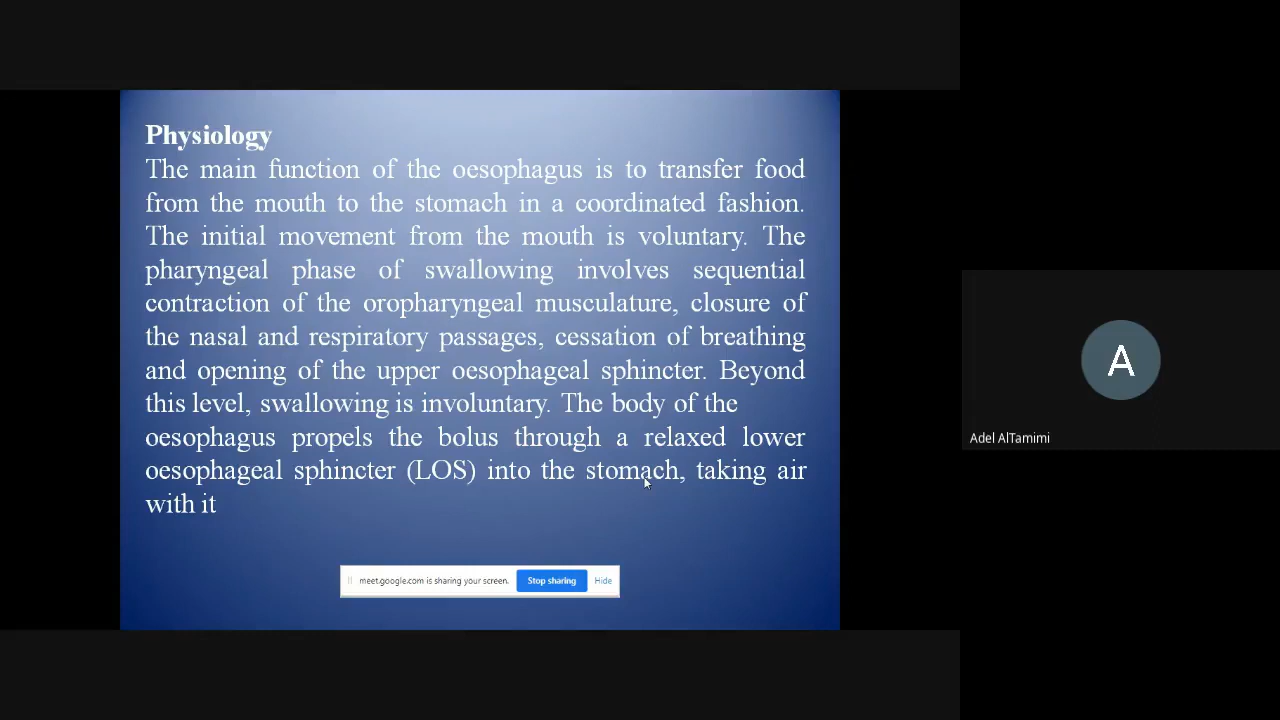 Physiology
The main function of the oesophagus is to transfer food
from the mouth to the stomach in a coordinated fashion.
The initial movement from the mouth is voluntary. The
pharyngeal phase of swallowing involves sequential
contraction of the oropharyngeal musculature, closure of
the nasal and respiratory passages, cessation of breathing
and opening of the upper oesophageal sphincter. Beyond
this level, swallowing is involuntary. The body of the
oesophagus propels the bolus through a relaxed lower
oesophageal sphincter (LOS) into the stomach, taking air
with it
meet.google.com is sharing your screen. Stop sharing Hide
A
Adel AlTamimi